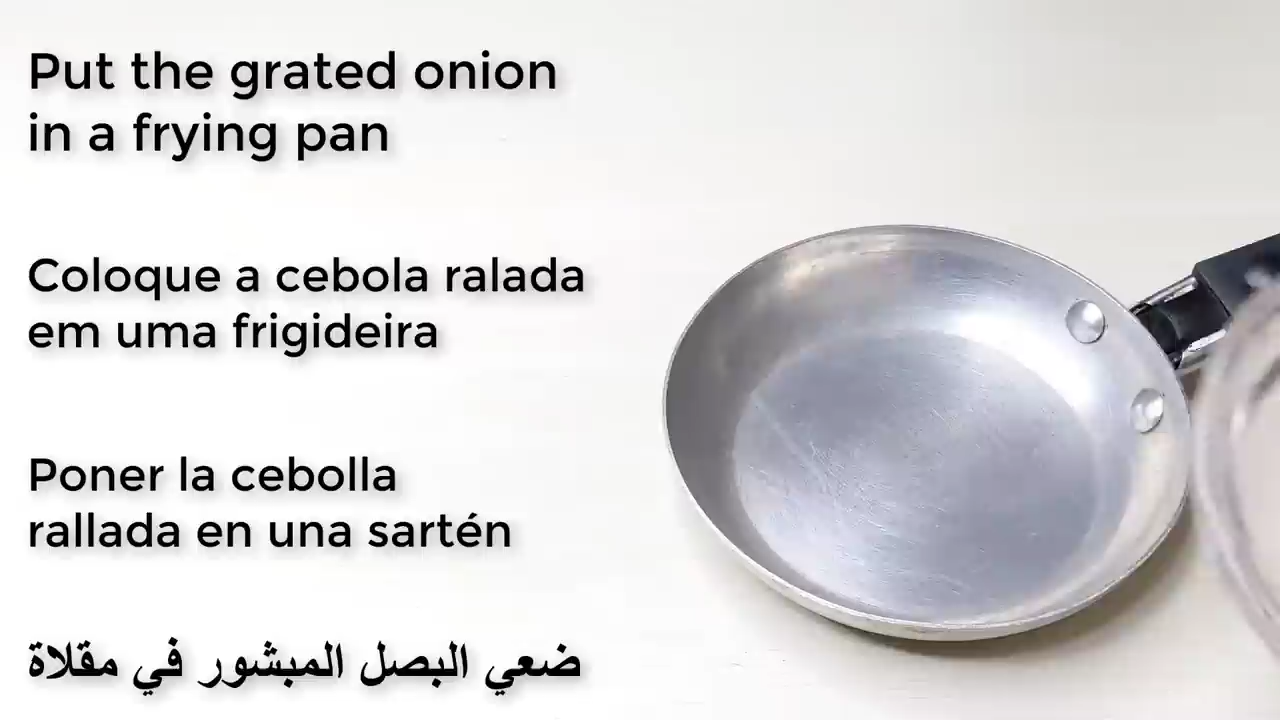 Put the grated onion
in a frying pan
Coloque a cebola ralada
em uma frigideira
Poner la cebolla
rallada en una sartén
ضعي البصل المبشور في مقلاة